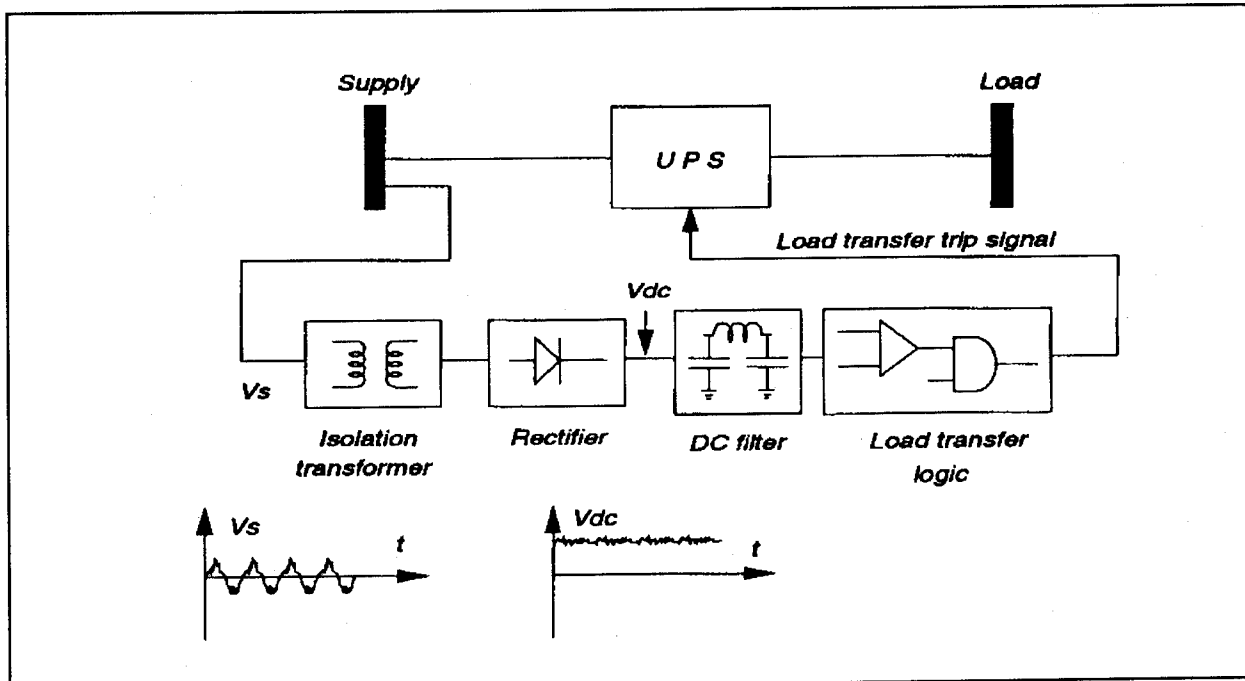 Supply
Load
U P S
Load transfer trip signal
Vdc
Vs
Isolation
transformer
Rectifier
DC filter
Load transfer
logic
Vs
t
Vdc
t